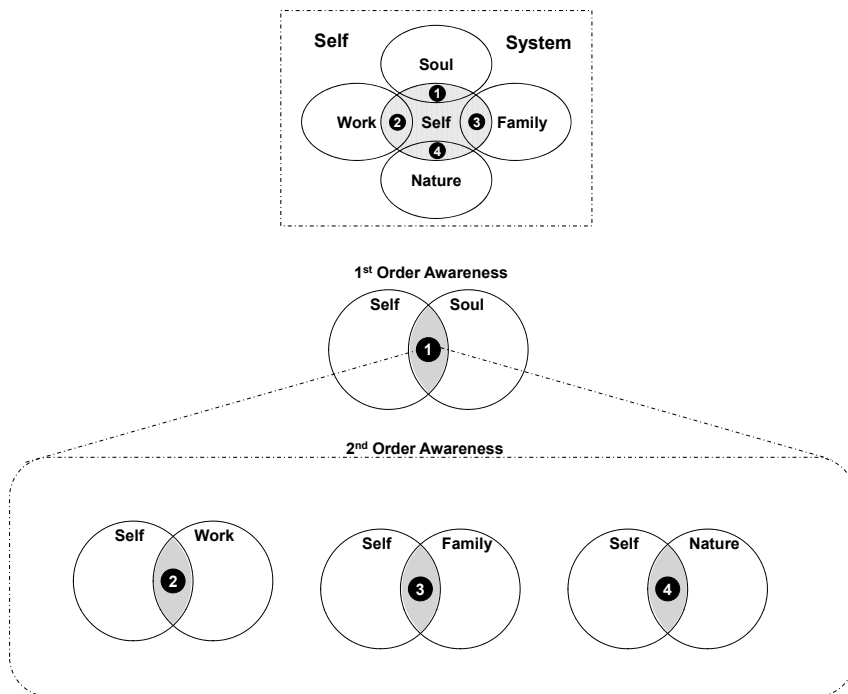 Self System
Soul
1
Work 2 Self 3 Family
4
Nature
1st Order Awareness
Self Soul
1
2nd Order Awareness
Self Work
2
Self Family
3
Self Nature
4